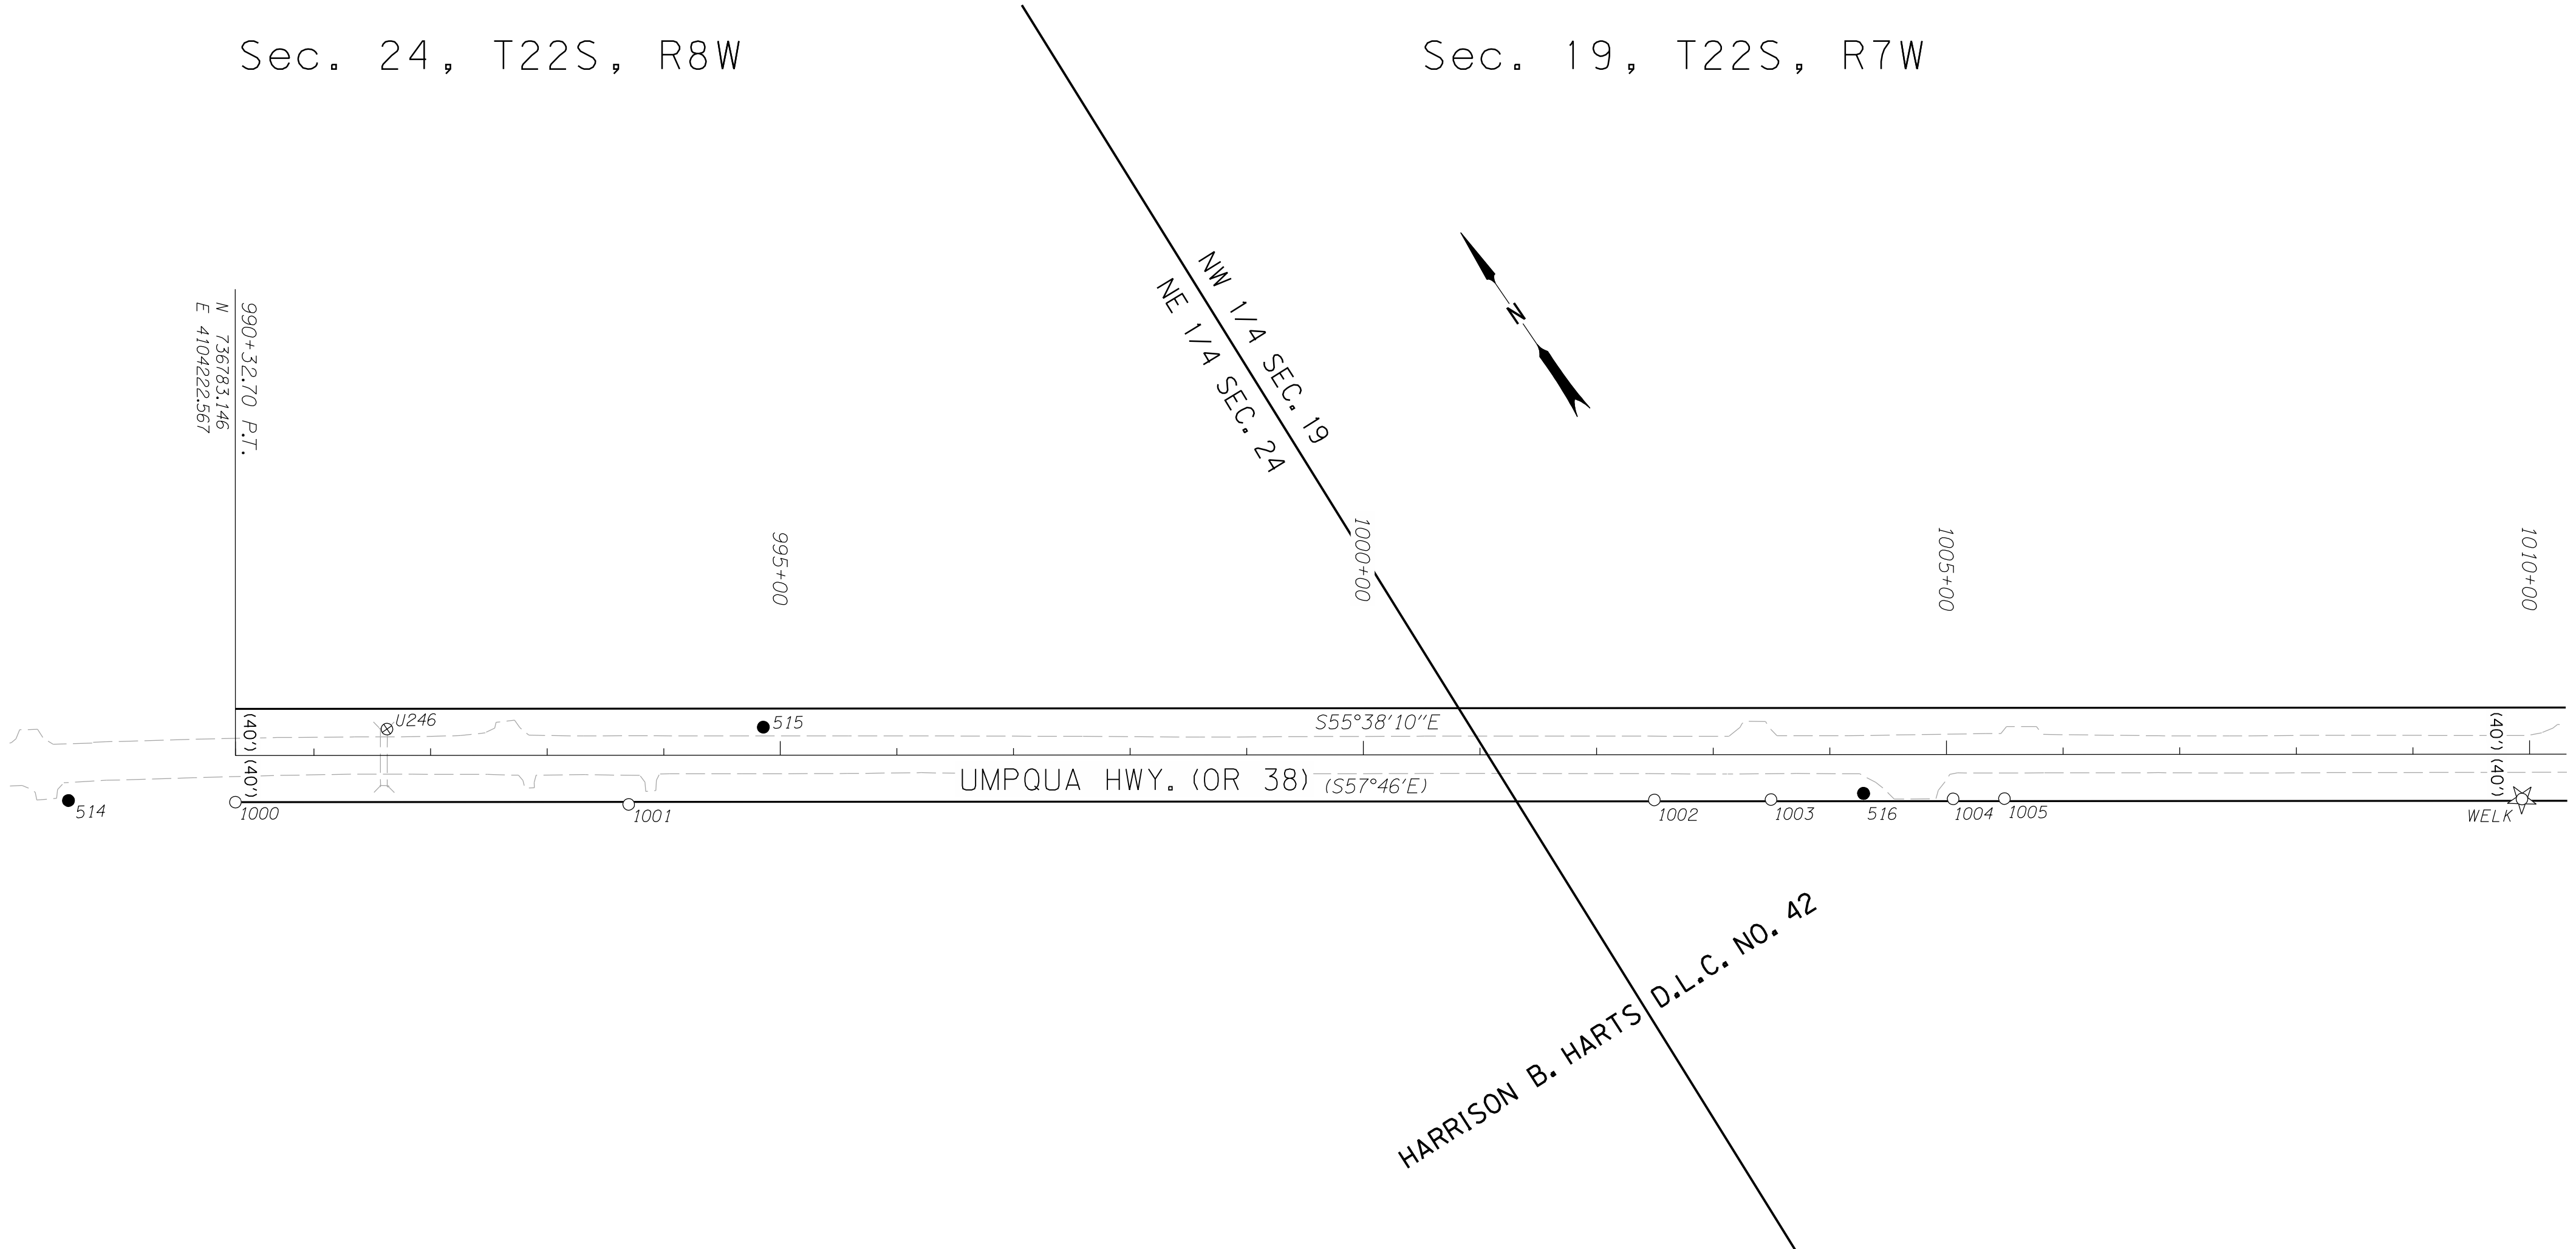 Sec. 24, T22S, R8W
Sec. 19, T22S, R7W
NW 1/4 SEC. 19
NE 1/4 SEC. 24
N
990+32.70 P.T.
N 736783.146
E 4104222.567
995+00
1000+00
1005+00
1010+00
(40')
(40')
U246
515
S55°38'10"E
(40')
(40')
UMPQUA HWY. (OR 38)
(S57°46'E)
514
1000
1001
1002
1003
516
1004
1005
WELK
HARRISON B. HARTS D.L.C. NO. 42